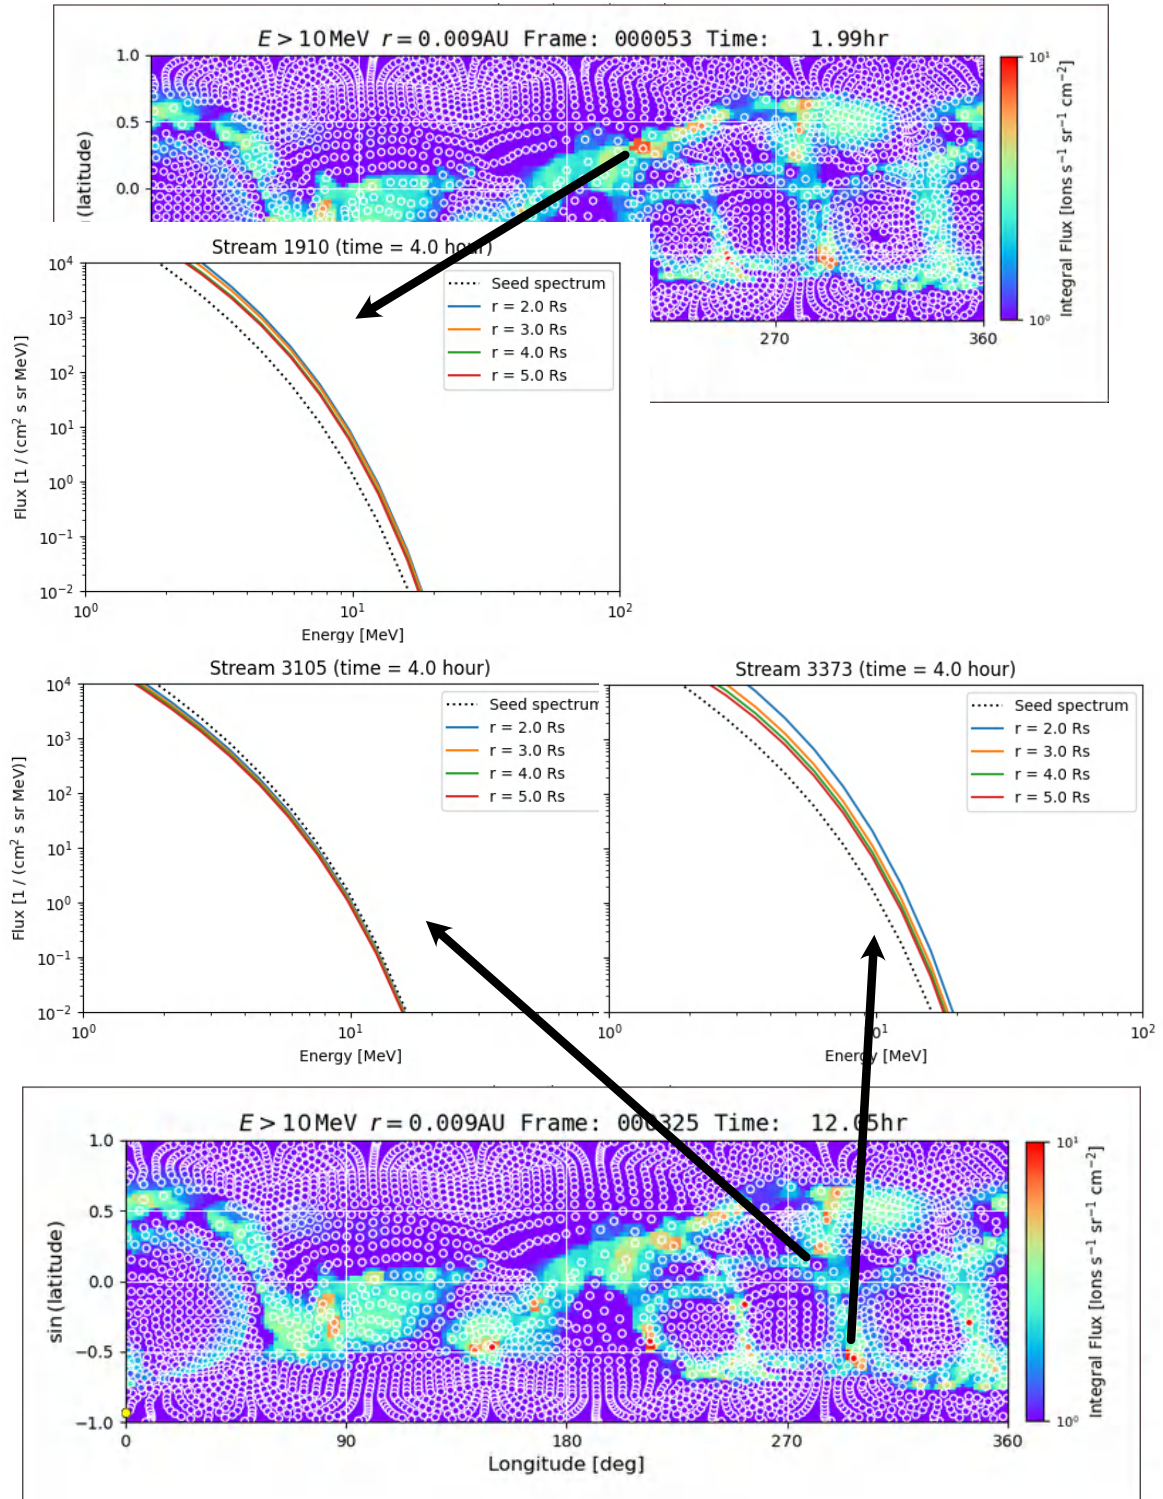 E > 10 MeV r = 0.009AU Frame: 000053 Time: 1.99hr
1.0
0.5
0.0
(latitude)
270
360
10¹
10⁰
Integral Flux [Ions s⁻¹ sr⁻¹ cm⁻²]
Stream 1910 (time = 4.0 hour)
Seed spectrum
r = 2.0 Rs
r = 3.0 Rs
r = 4.0 Rs
r = 5.0 Rs
10⁴
10³
10²
10¹
10⁰
10⁻¹
10⁻²
Flux [1 / (cm² s sr MeV)]
10⁰
10¹
10²
Energy [MeV]
Stream 3105 (time = 4.0 hour)
Seed spectrum
r = 2.0 Rs
r = 3.0 Rs
r = 4.0 Rs
r = 5.0 Rs
10⁴
10³
10²
10¹
10⁰
10⁻¹
10⁻²
Flux [1 / (cm² s sr MeV)]
10⁰
10¹
Energy [MeV]
Stream 3373 (time = 4.0 hour)
Seed spectrum
r = 2.0 Rs
r = 3.0 Rs
r = 4.0 Rs
r = 5.0 Rs
10⁰
10¹
10²
Energy [MeV]
E > 10 MeV r = 0.009AU Frame: 000325 Time: 12.05hr
1.0
0.5
0.0
−0.5
−1.0
sin (latitude)
0
90
180
270
360
Longitude [deg]
10¹
10⁰
Integral Flux [Ions s⁻¹ sr⁻¹ cm⁻²]